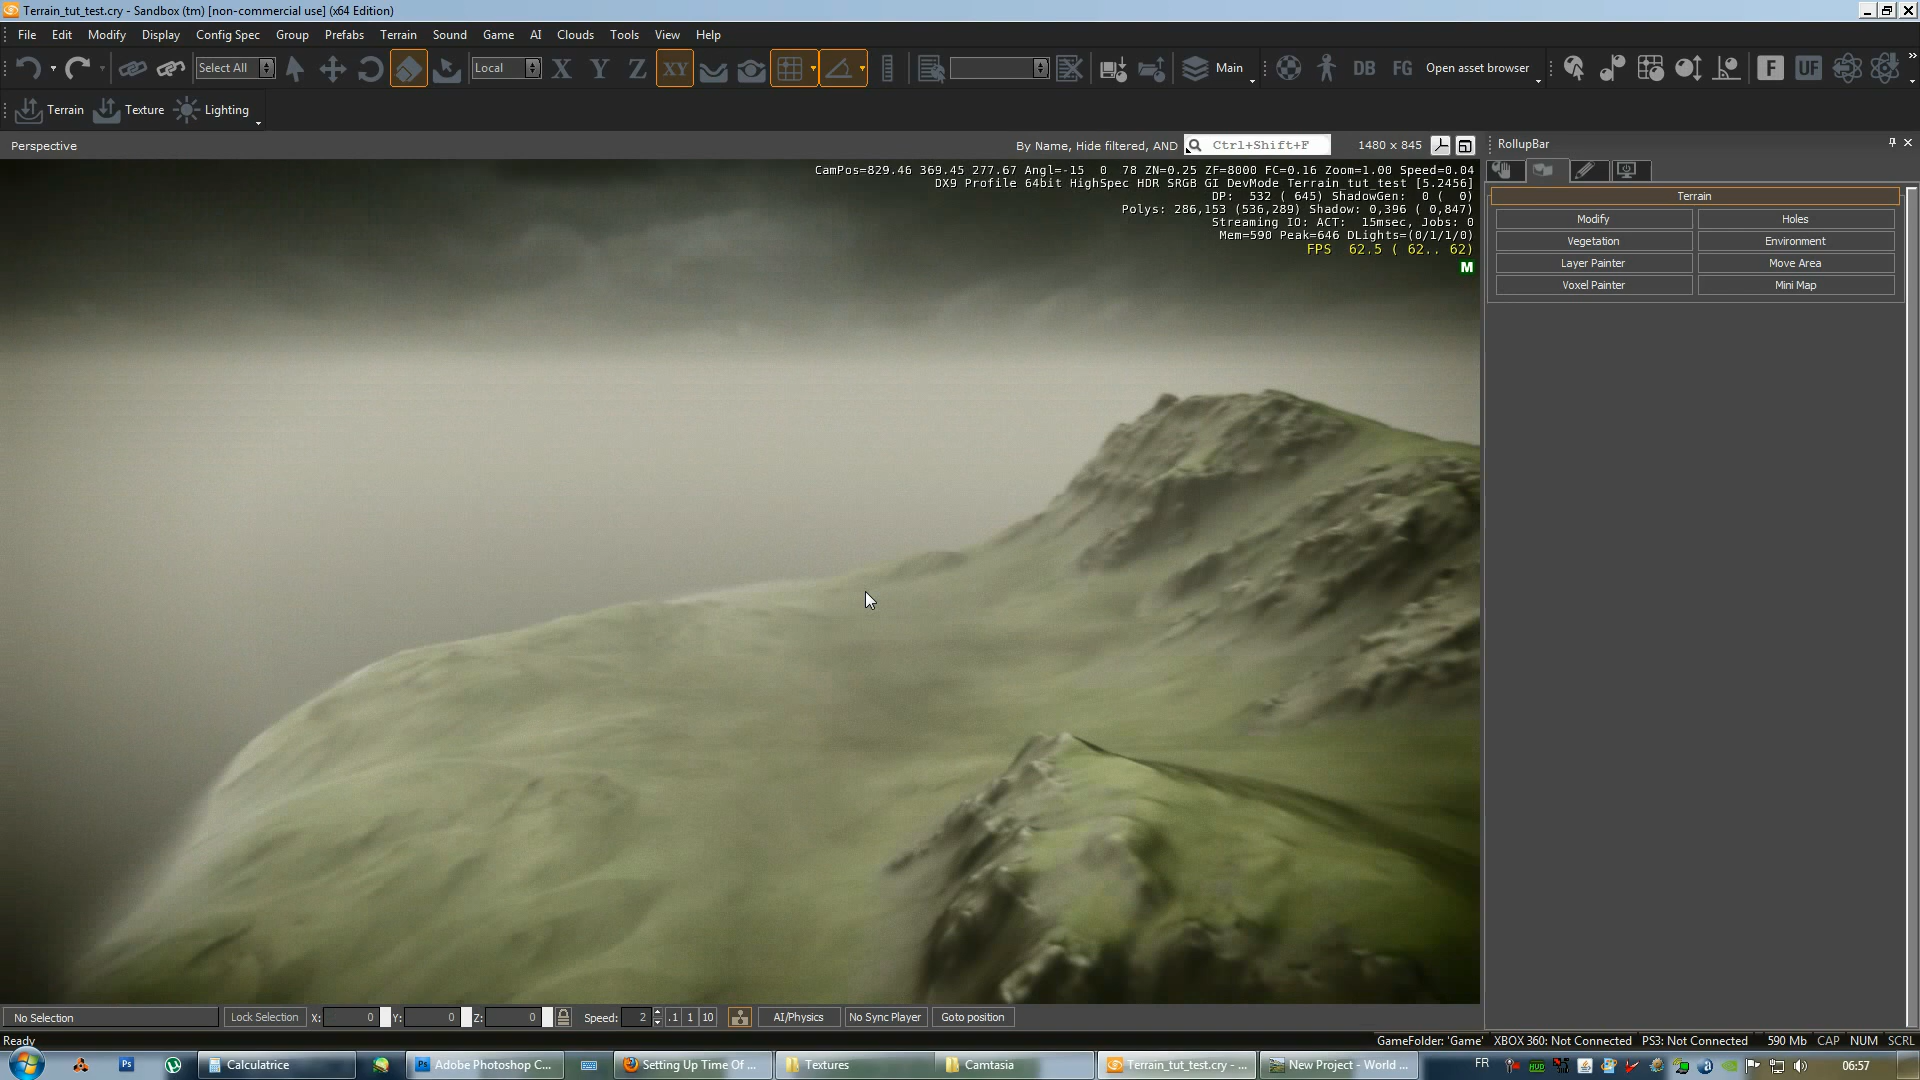 Terrain_tut_test.cry - Sandbox (tm) [non-commercial use] (x64 Edition)
File Edit Modify Display Config Spec Group Prefabs Terrain Sound Game AI Clouds Tools View Help
Select All Local X Y Z XY Main DB FG Open asset browser F UF
Terrain Texture Lighting
Perspective By Name, Hide filtered, AND Ctrl+Shift+F 1480 x 845 RollupBar
CamPos=829.46 369.45 277.67 Angl=-15 0 78 ZN=0.25 ZF=8000 FC=0.16 Zoom=1.00 Speed=0.04
DX9 Profile 64bit HighSpec HDR SRGB GI DevMode Terrain_tut_test [5.2456]
DP: 532 ( 645) ShadowGen: 0 ( 0)
Polys: 286,153 (536,289) Shadow: 0,396 ( 0,847)
Streaming IO: ACT: 15msec, Jobs: 0
Mem=590 Peak=646 DLights=(0/1/1/0)
FPS 62.5 ( 62.. 62)
M
Terrain
Modify Holes
Vegetation Environment
Layer Painter Move Area
Voxel Painter Mini Map
No Selection Lock Selection X: 0 Y: 0 Z: 0 Speed: 2 .1 1 10 AI/Physics No Sync Player Goto position
Ready GameFolder: 'Game' XBOX 360: Not Connected PS3: Not Connected 590 Mb CAP NUM SCRL
Calculatrice Adobe Photoshop C... Setting Up Time Of ... Textures Camtasia Terrain_tut_test.cry - ... New Project - World ... FR 06:57